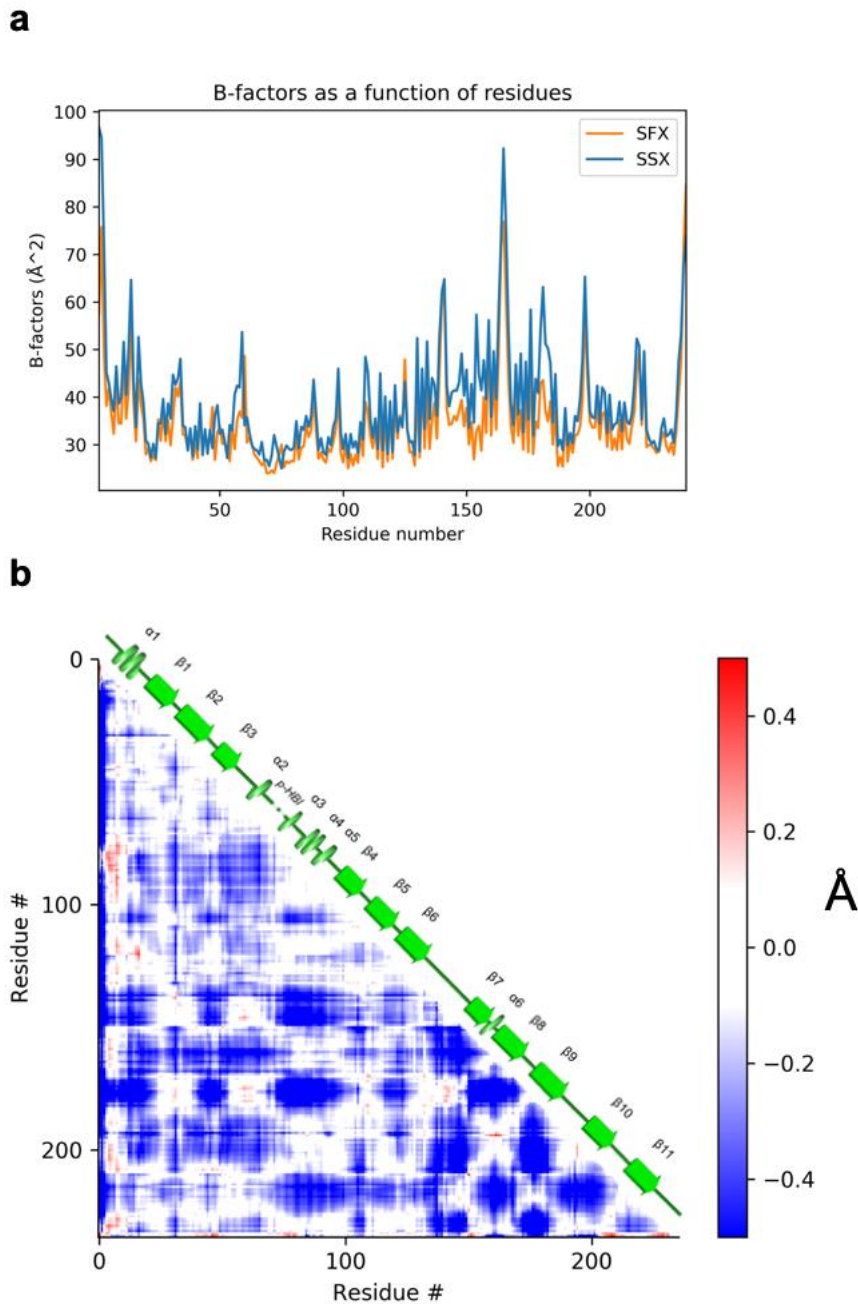 a
B-factors as a function of residues
100
90
80
70
60
50
40
30
B-factors (Å^2)
SFX
SSX
50
100
150
200
Residue number
b
α1
β1
β2
β3
α2
p-HBI
α3
α4
α5
β4
β5
β6
β7
α6
β8
β9
β10
β11
0
100
200
Residue #
0
100
200
Residue #
0.4
0.2
0.0
−0.2
−0.4
Å